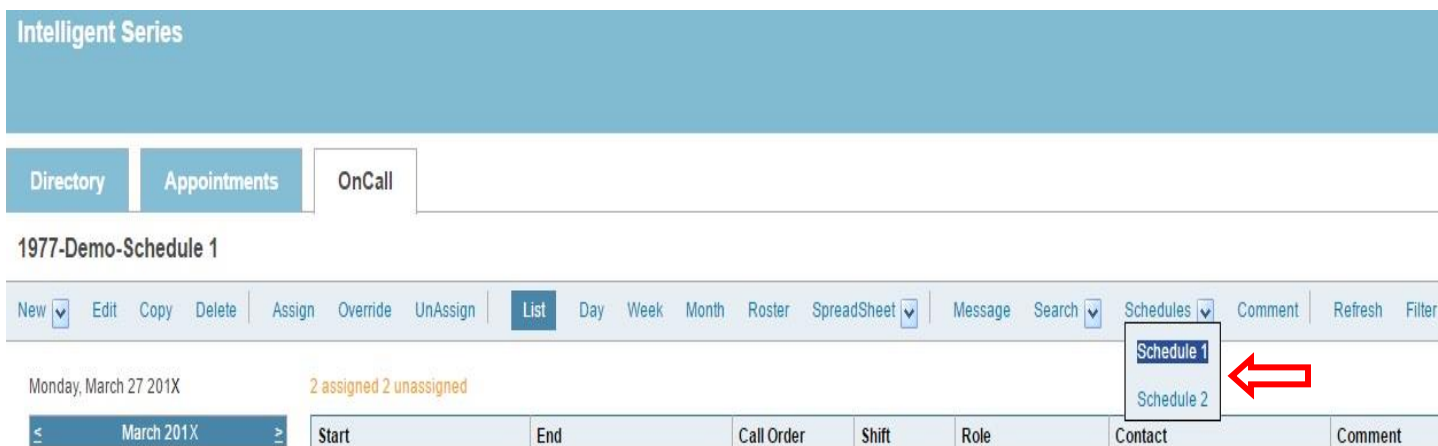 Intelligent Series
Directory Appointments OnCall
1977-Demo-Schedule 1
New Edit Copy Delete Assign Override UnAssign List Day Week Month Roster SpreadSheet Message Search Schedules Comment Refresh Filter
Schedule 1
Schedule 2
Monday, March 27 201X 2 assigned 2 unassigned
< March 201X > Start End Call Order Shift Role Contact Comment